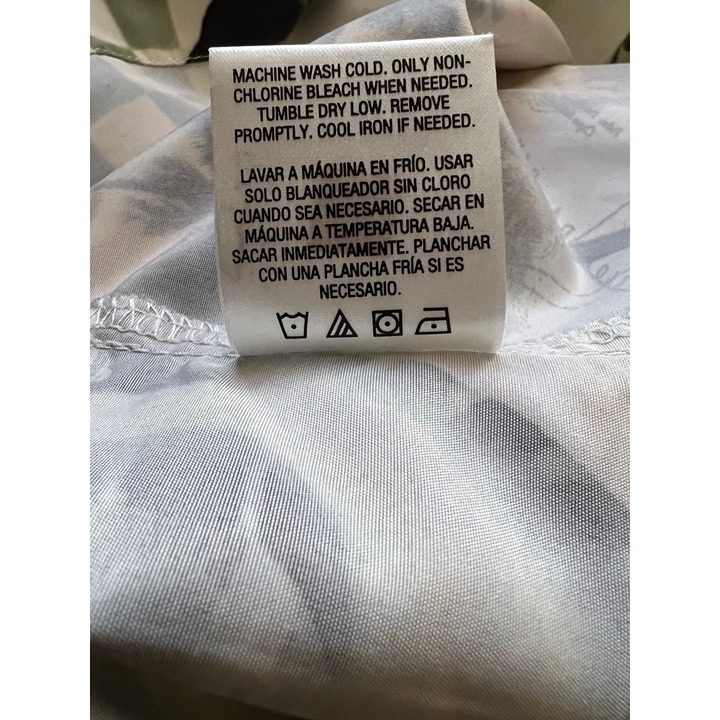 MACHINE WASH COLD. ONLY NON-
CHLORINE BLEACH WHEN NEEDED.
TUMBLE DRY LOW. REMOVE
PROMPTLY. COOL IRON IF NEEDED.
LAVAR A MÁQUINA EN FRÍO. USAR
SOLO BLANQUEADOR SIN CLORO
CUANDO SEA NECESARIO. SECAR EN
MÁQUINA A TEMPERATURA BAJA.
SACAR INMEDIATAMENTE. PLANCHAR
CON UNA PLANCHA FRÍA SI ES
NECESARIO.